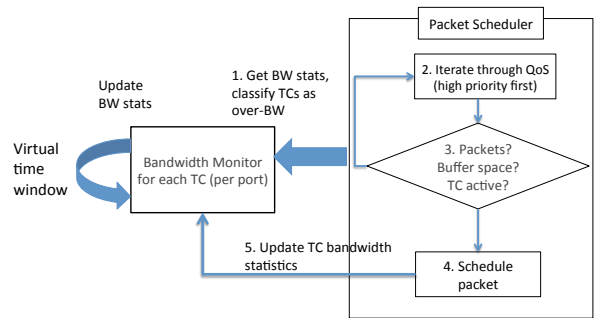 Packet Scheduler
Update
BW stats
1. Get BW stats,
classify TCs as
over-BW
2. Iterate through QoS
(high priority first)
Virtual
time
window
Bandwidth Monitor
for each TC (per port)
3. Packets?
Buffer space?
TC active?
5. Update TC bandwidth
statistics
4. Schedule
packet